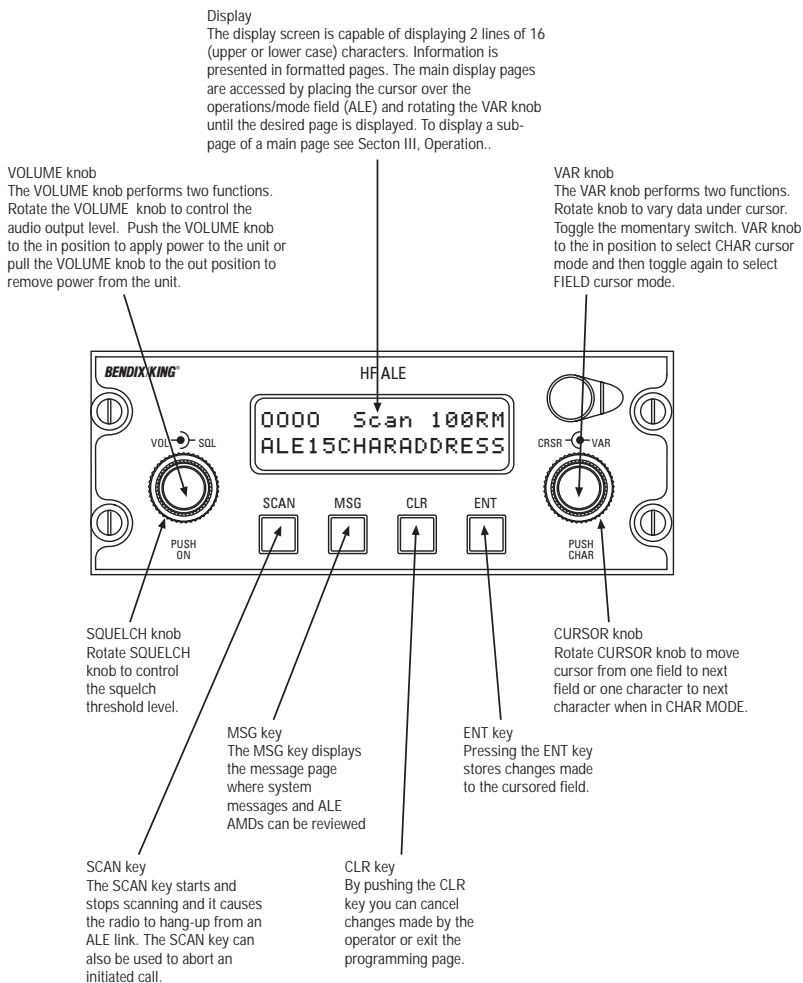 Display
The display screen is capable of displaying 2 lines of 16
(upper or lower case) characters. Information is
presented in formatted pages. The main display pages
are accessed by placing the cursor over the
operations/mode field (ALE) and rotating the VAR knob
until the desired page is displayed. To display a sub-
page of a main page see Secton III, Operation..
VOLUME knob
The VOLUME knob performs two functions.
Rotate the VOLUME knob to control the
audio output level. Push the VOLUME knob
to the in position to apply power to the unit or
pull the VOLUME knob to the out position to
remove power from the unit.
VAR knob
The VAR knob performs two functions.
Rotate knob to vary data under cursor.
Toggle the momentary switch. VAR knob
to the in position to select CHAR cursor
mode and then toggle again to select
FIELD cursor mode.
BENDIX/KING®
HF ALE
0000 Scan 100RM
ALE15CHARADDRESS
VOL SQL
CRSR VAR
SCAN MSG CLR ENT
PUSH
ON
PUSH
CHAR
SQUELCH knob
Rotate SQUELCH
knob to control
the squelch
threshold level.
CURSOR knob
Rotate CURSOR knob to move
cursor from one field to next
field or one character to next
character when in CHAR MODE.
MSG key
The MSG key displays
the message page
where system
messages and ALE
AMDs can be reviewed
ENT key
Pressing the ENT key
stores changes made
to the cursored field.
SCAN key
The SCAN key starts and
stops scanning and it causes
the radio to hang-up from an
ALE link. The SCAN key can
also be used to abort an
initiated call.
CLR key
By pushing the CLR
key you can cancel
changes made by the
operator or exit the
programming page.